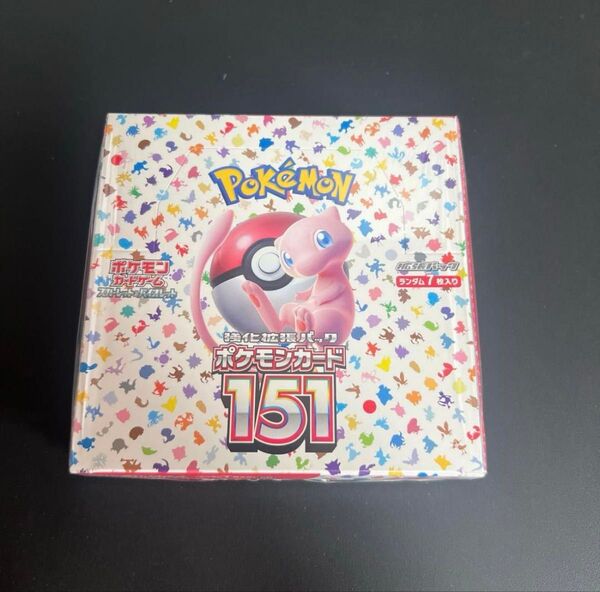 POKéMON
ポケモン
カードゲーム
スカーレット&バイオレット
拡張パック
ランダム7枚入り
強化拡張パック
ポケモンカード
151